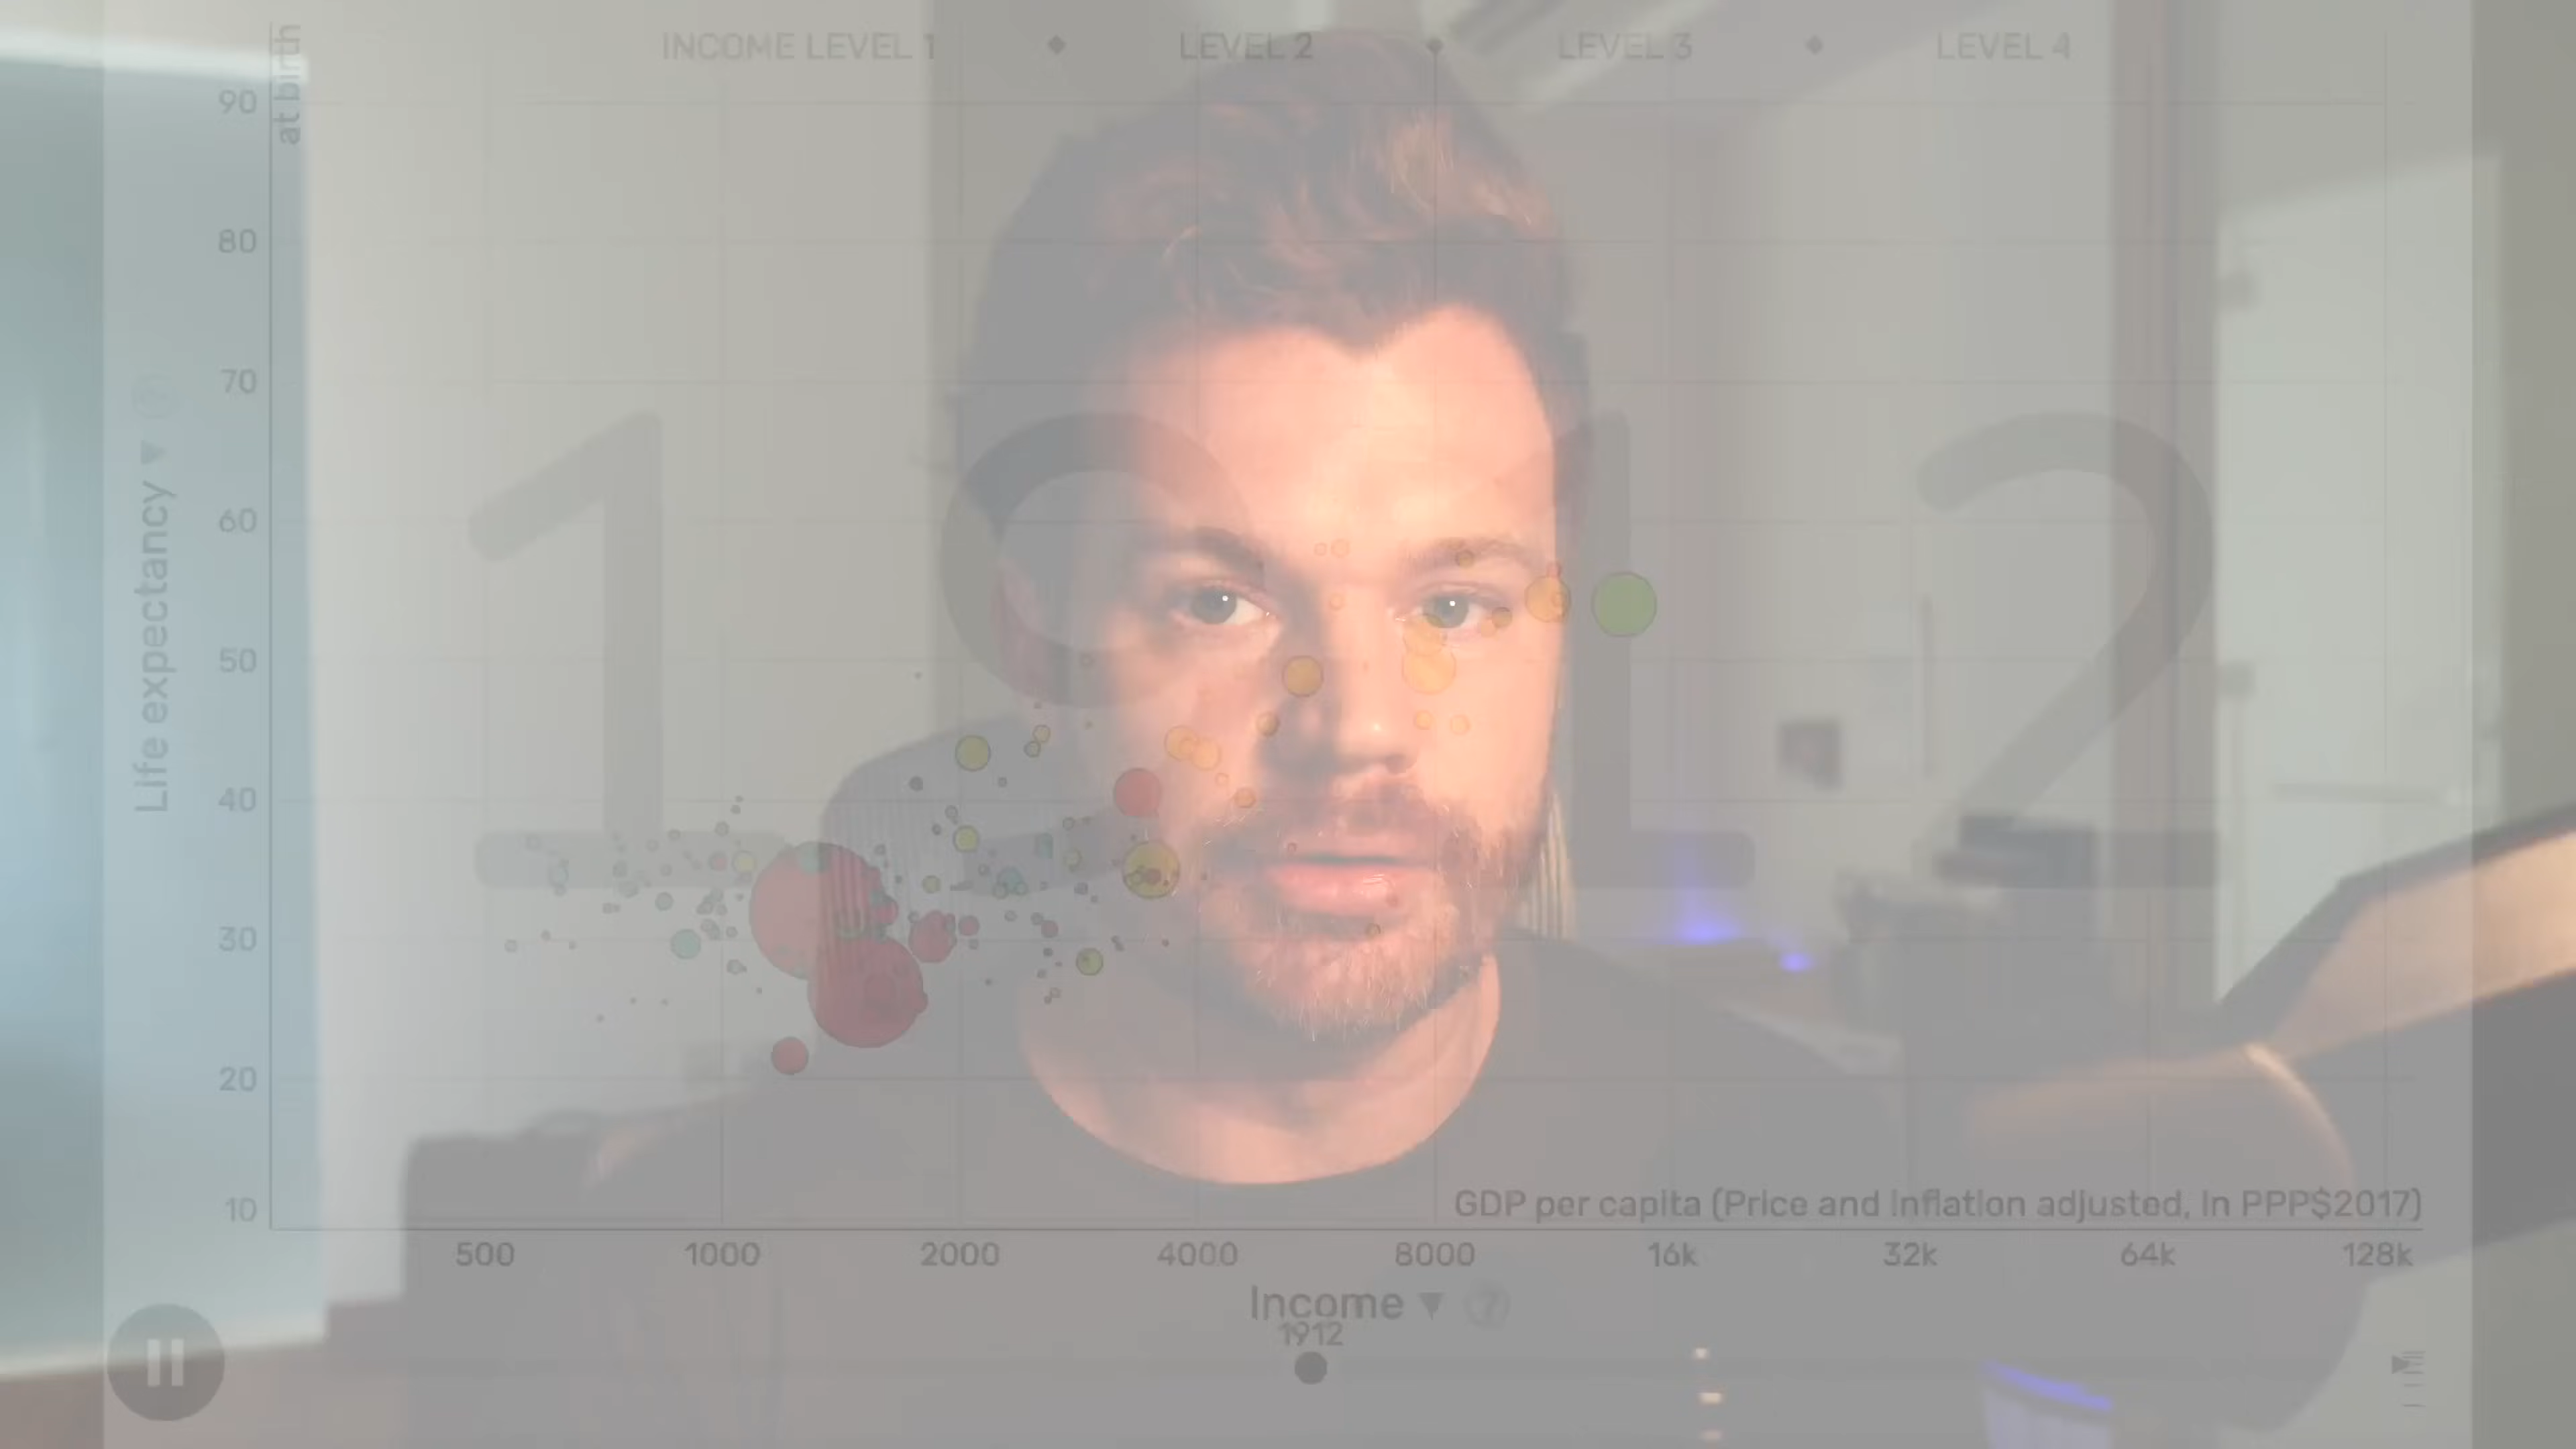 INCOME LEVEL 1 LEVEL 2 LEVEL 3 LEVEL 4
at birth
90
80
70
60
50
40
30
20
10
Life expectancy
1912
GDP per capita (Price and inflation adjusted, in PPP$2017)
500 1000 2000 4000 8000 16k 32k 64k 128k
Income ?
1912